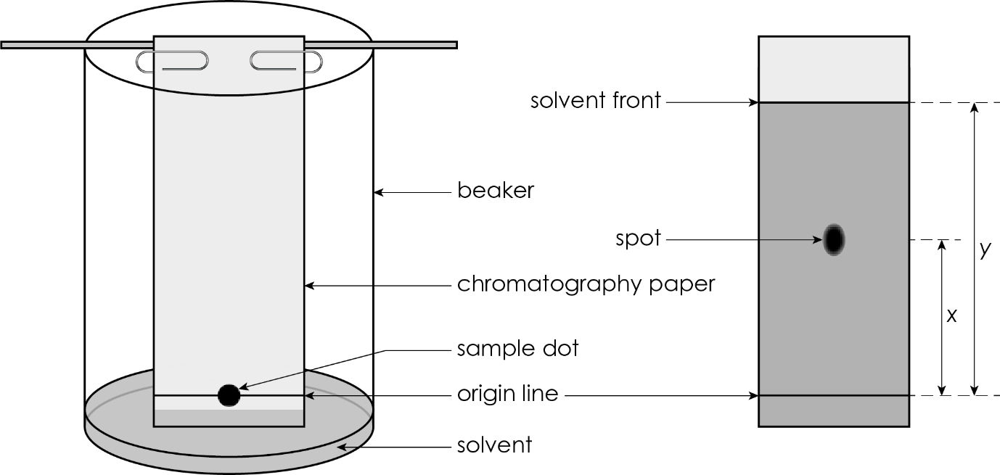 solvent front
beaker
spot
y
chromatography paper
x
sample dot
origin line
solvent